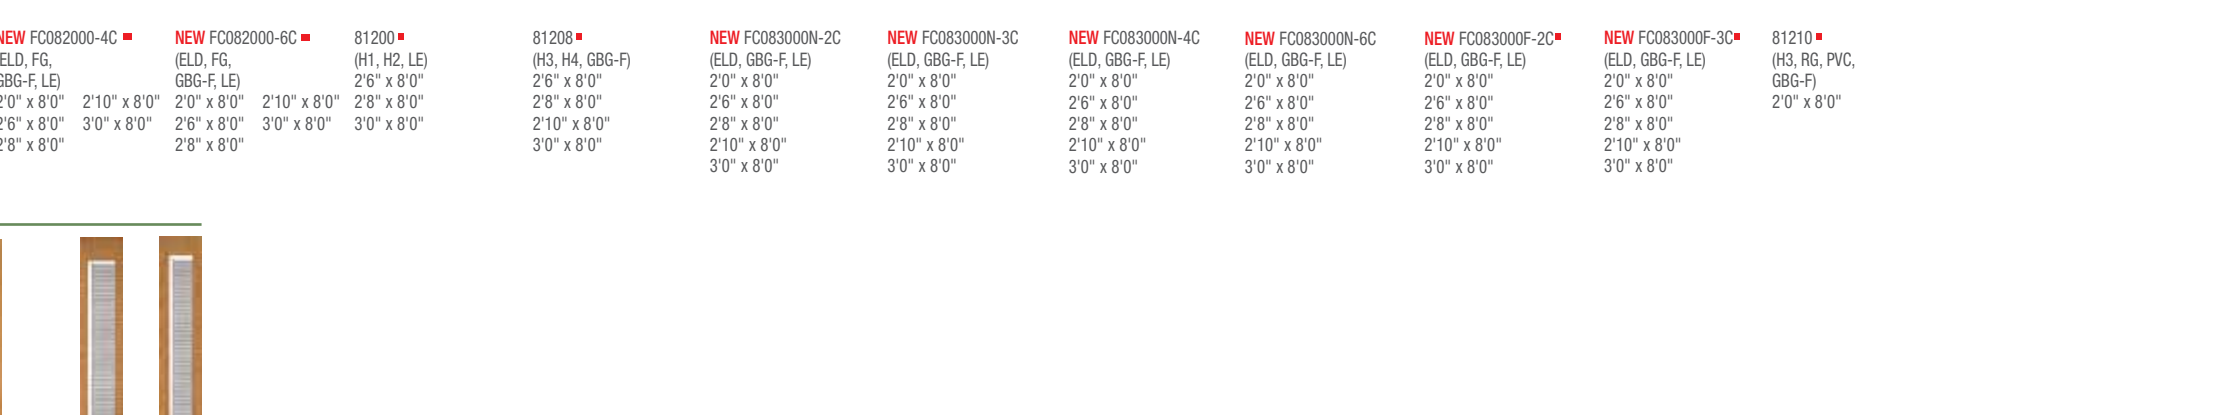 NEW FC082000-4C
(ELD, FG,
GBG-F, LE)
2'0" x 8'0" 2'10" x 8'0"
2'6" x 8'0" 3'0" x 8'0"
2'8" x 8'0"
NEW FC082000-6C
(ELD, FG,
GBG-F, LE)
2'0" x 8'0" 2'10" x 8'0"
2'6" x 8'0" 3'0" x 8'0"
2'8" x 8'0"
81200
(H1, H2, LE)
2'6" x 8'0"
2'8" x 8'0"
3'0" x 8'0"
81208
(H3, H4, GBG-F)
2'6" x 8'0"
2'8" x 8'0"
2'10" x 8'0"
3'0" x 8'0"
NEW FC083000N-2C
(ELD, GBG-F, LE)
2'0" x 8'0"
2'6" x 8'0"
2'8" x 8'0"
2'10" x 8'0"
3'0" x 8'0"
NEW FC083000N-3C
(ELD, GBG-F, LE)
2'0" x 8'0"
2'6" x 8'0"
2'8" x 8'0"
2'10" x 8'0"
3'0" x 8'0"
NEW FC083000N-4C
(ELD, GBG-F, LE)
2'0" x 8'0"
2'6" x 8'0"
2'8" x 8'0"
2'10" x 8'0"
3'0" x 8'0"
NEW FC083000N-6C
(ELD, GBG-F, LE)
2'0" x 8'0"
2'6" x 8'0"
2'8" x 8'0"
2'10" x 8'0"
3'0" x 8'0"
NEW FC083000F-2C
(ELD, GBG-F, LE)
2'0" x 8'0"
2'6" x 8'0"
2'8" x 8'0"
2'10" x 8'0"
3'0" x 8'0"
NEW FC083000F-3C
(ELD, GBG-F, LE)
2'0" x 8'0"
2'6" x 8'0"
2'8" x 8'0"
2'10" x 8'0"
3'0" x 8'0"
81210
(H3, RG, PVC,
GBG-F)
2'0" x 8'0"